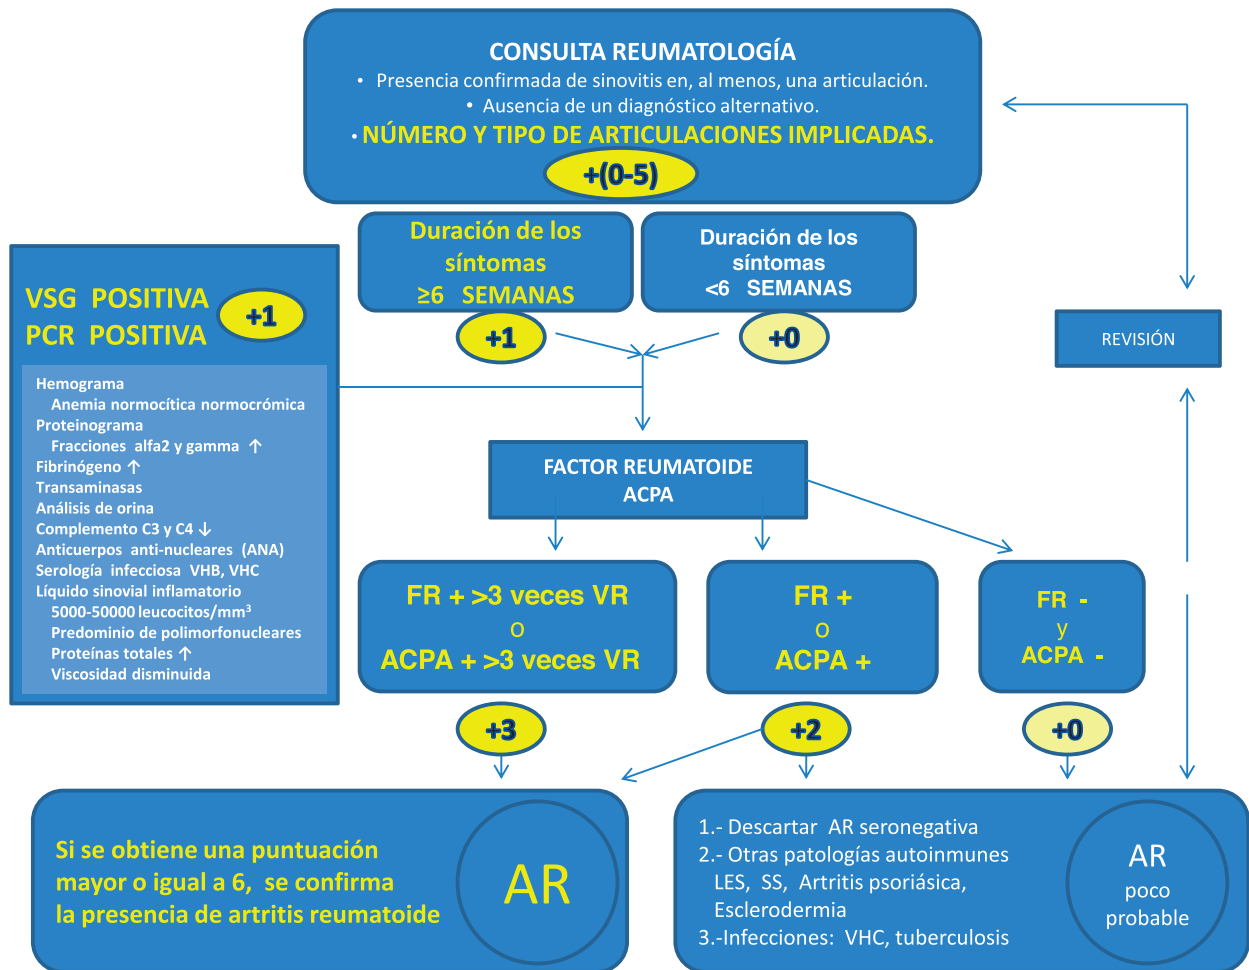 CONSULTA REUMATOLOGÍA
• Presencia confirmada de sinovitis en, al menos, una articulación.
• Ausencia de un diagnóstico alternativo.
• NÚMERO Y TIPO DE ARTICULACIONES IMPLICADAS.
+(0-5)
Duración de los
síntomas
≥6 SEMANAS
+1
Duración de los
síntomas
<6 SEMANAS
+0
VSG POSITIVA
PCR POSITIVA
+1
Hemograma
Anemia normocítica normocrómica
Proteinograma
Fracciones alfa2 y gamma ↑
Fibrinógeno ↑
Transaminasas
Análisis de orina
Complemento C3 y C4 ↓
Anticuerpos anti-nucleares (ANA)
Serología infecciosa VHB, VHC
Líquido sinovial inflamatorio
5000-50000 leucocitos/mm³
Predominio de polimorfonucleares
Proteínas totales ↑
Viscosidad disminuida
REVISIÓN
FACTOR REUMATOIDE
ACPA
FR + >3 veces VR
o
ACPA + >3 veces VR
+3
FR +
o
ACPA +
+2
FR -
y
ACPA -
+0
Si se obtiene una puntuación
mayor o igual a 6, se confirma
la presencia de artritis reumatoide
AR
1.- Descartar AR seronegativa
2.- Otras patologías autoinmunes
LES, SS, Artritis psoriásica,
Esclerodermia
3.-Infecciones: VHC, tuberculosis
AR
poco
probable